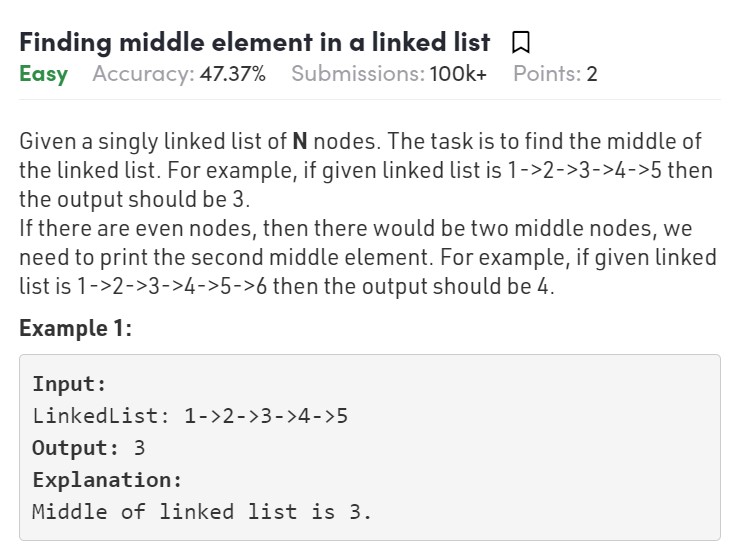 Finding middle element in a linked list
Easy Accuracy: 47.37% Submissions: 100k+ Points: 2
Given a singly linked list of N nodes. The task is to find the middle of
the linked list. For example, if given linked list is 1->2->3->4->5 then
the output should be 3.
If there are even nodes, then there would be two middle nodes, we
need to print the second middle element. For example, if given linked
list is 1->2->3->4->5->6 then the output should be 4.
Example 1:
Input:
LinkedList: 1->2->3->4->5
Output: 3
Explanation:
Middle of linked list is 3.